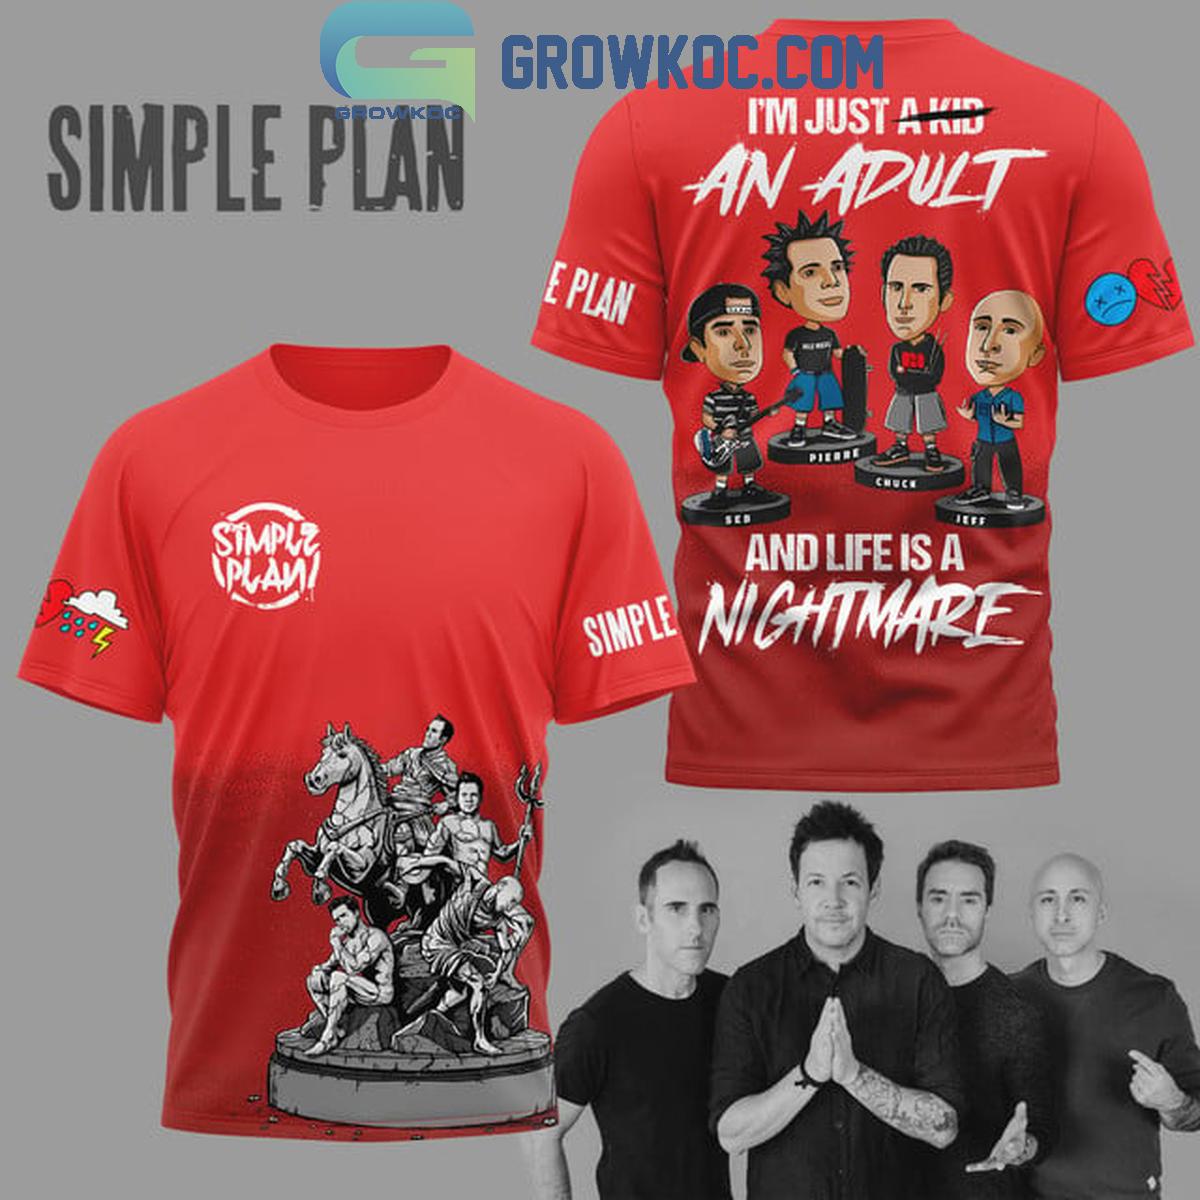 GROWKOC
GROWKOC.COM
SIMPLE PLAN
I'M JUST A KID
AN ADULT
E PLAN
PIERRE
CHUCK
SEB
JEFF
AND LIFE IS A
NIGHTMARE
SIMPLE
PLAN
SIMPLE